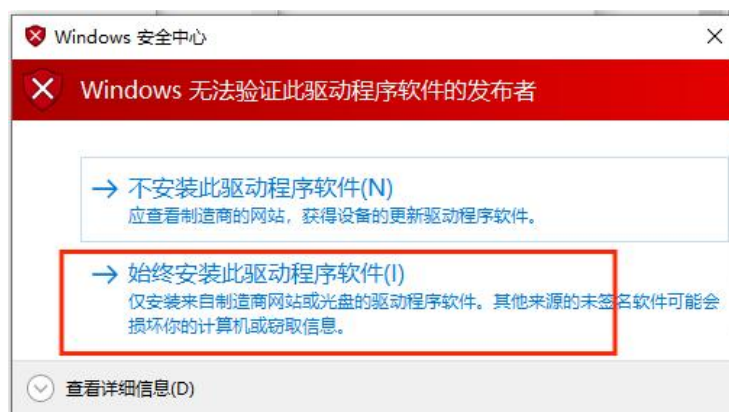 Windows 安全中心
Windows 无法验证此驱动程序软件的发布者
不安装此驱动程序软件(N)
应查看制造商的网站，获得设备的更新驱动程序软件。
始终安装此驱动程序软件(I)
仅安装来自制造商网站或光盘的驱动程序软件。其他来源的未签名软件可能会
损坏你的计算机或窃取信息。
查看详细信息(D)